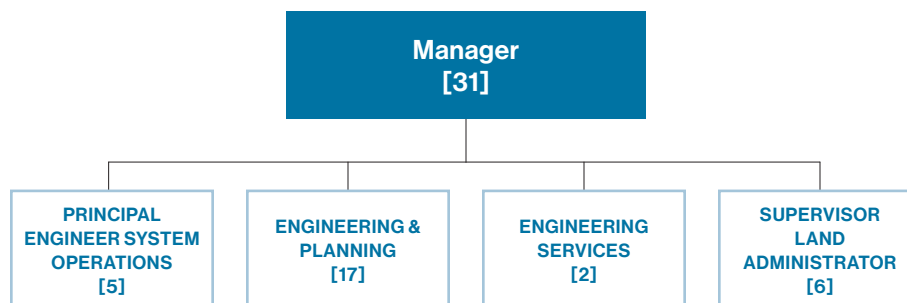 Manager
[31]
PRINCIPAL
ENGINEER SYSTEM
OPERATIONS
[5]
ENGINEERING &
PLANNING
[17]
ENGINEERING
SERVICES
[2]
SUPERVISOR
LAND
ADMINISTRATOR
[6]